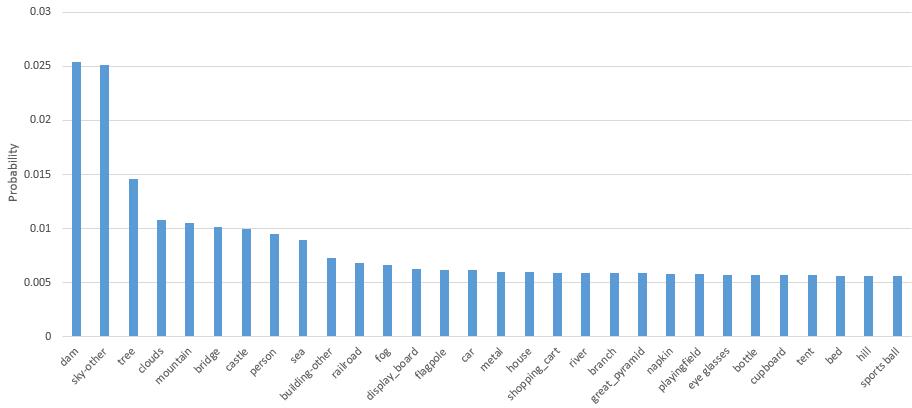 0.03
0.025
0.02
0.015
0.01
0.005
0
Probability
dam
sky-other
tree
clouds
mountain
bridge
castle
person
sea
building-other
railroad
fog
display_board
flagpole
car
metal
house
shopping_cart
river
branch
great_pyramid
napkin
playingfield
eye glasses
bottle
cupboard
tent
bed
hill
sports ball